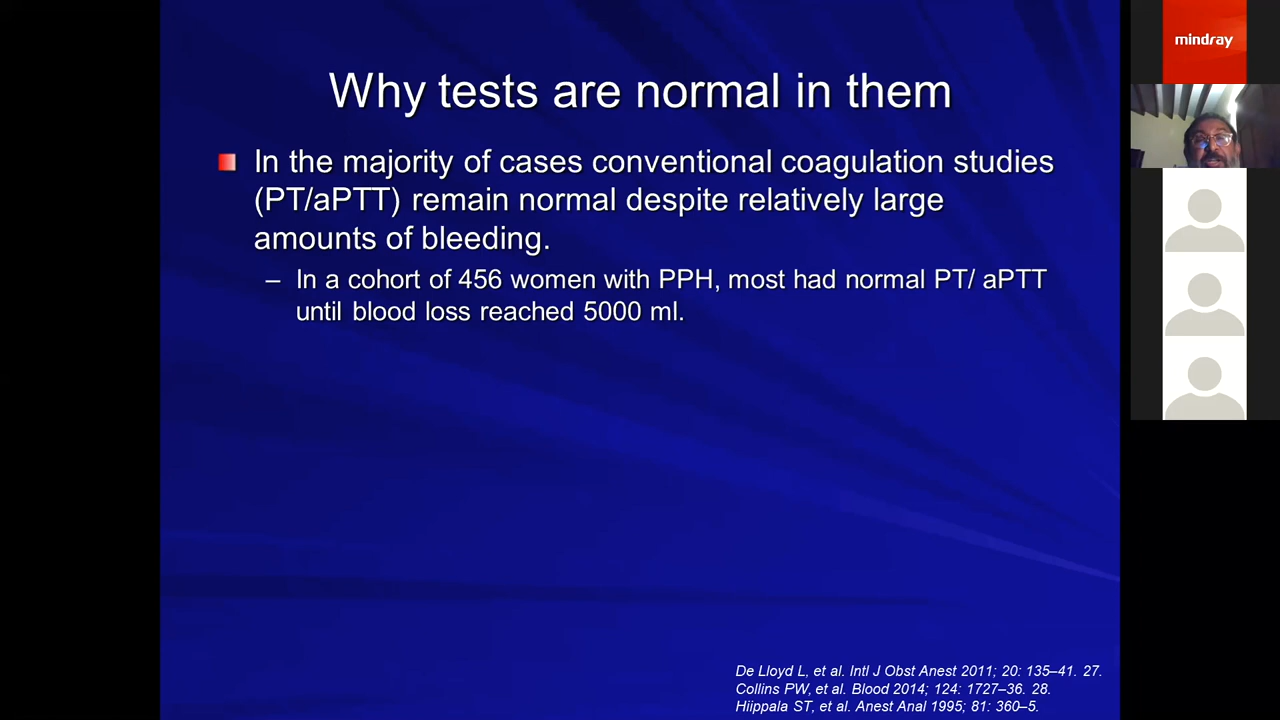 Why tests are normal in them
In the majority of cases conventional coagulation studies
(PT/aPTT) remain normal despite relatively large
amounts of bleeding.
– In a cohort of 456 women with PPH, most had normal PT/ aPTT
until blood loss reached 5000 ml.
De Lloyd L, et al. Intl J Obst Anest 2011; 20: 135–41. 27.
Collins PW, et al. Blood 2014; 124: 1727–36. 28.
Hiippala ST, et al. Anest Anal 1995; 81: 360–5.
mindray